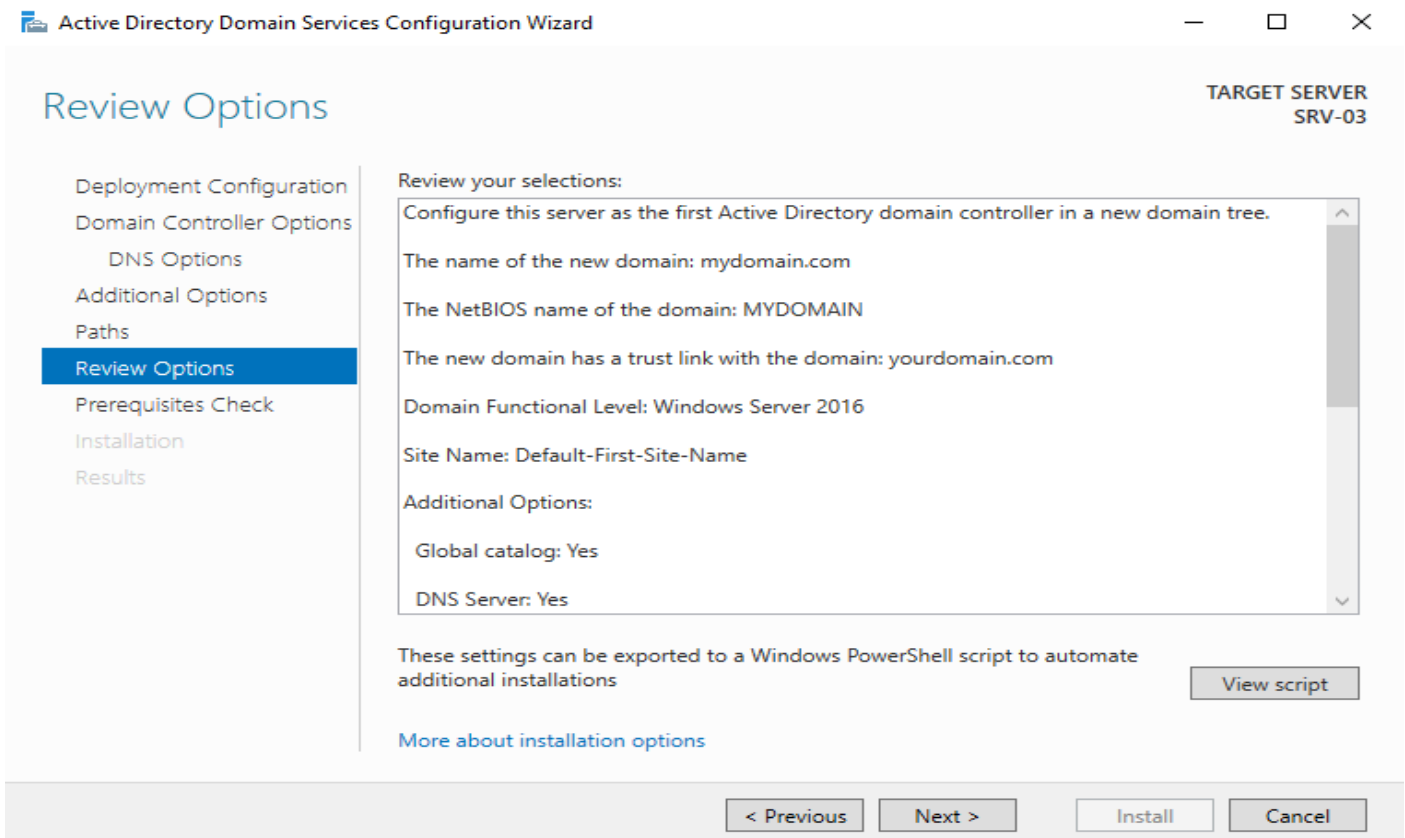 Active Directory Domain Services Configuration Wizard
Review Options
TARGET SERVER
SRV-03
Deployment Configuration
Domain Controller Options
DNS Options
Additional Options
Paths
Review Options
Prerequisites Check
Installation
Results
Review your selections:
Configure this server as the first Active Directory domain controller in a new domain tree.
The name of the new domain: mydomain.com
The NetBIOS name of the domain: MYDOMAIN
The new domain has a trust link with the domain: yourdomain.com
Domain Functional Level: Windows Server 2016
Site Name: Default-First-Site-Name
Additional Options:
Global catalog: Yes
DNS Server: Yes
These settings can be exported to a Windows PowerShell script to automate
additional installations
View script
More about installation options
< Previous
Next >
Install
Cancel